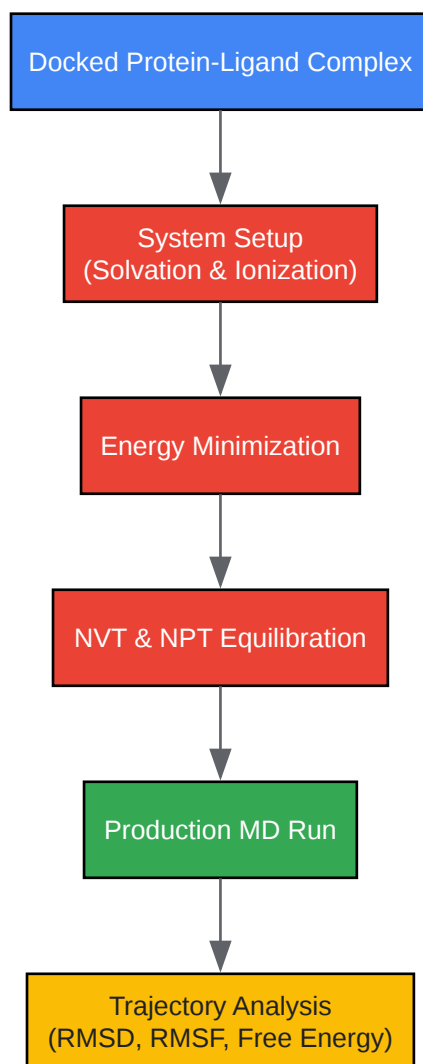 Docked Protein-Ligand Complex
System Setup
(Solvation & Ionization)
Energy Minimization
NVT & NPT Equilibration
Production MD Run
Trajectory Analysis
(RMSD, RMSF, Free Energy)